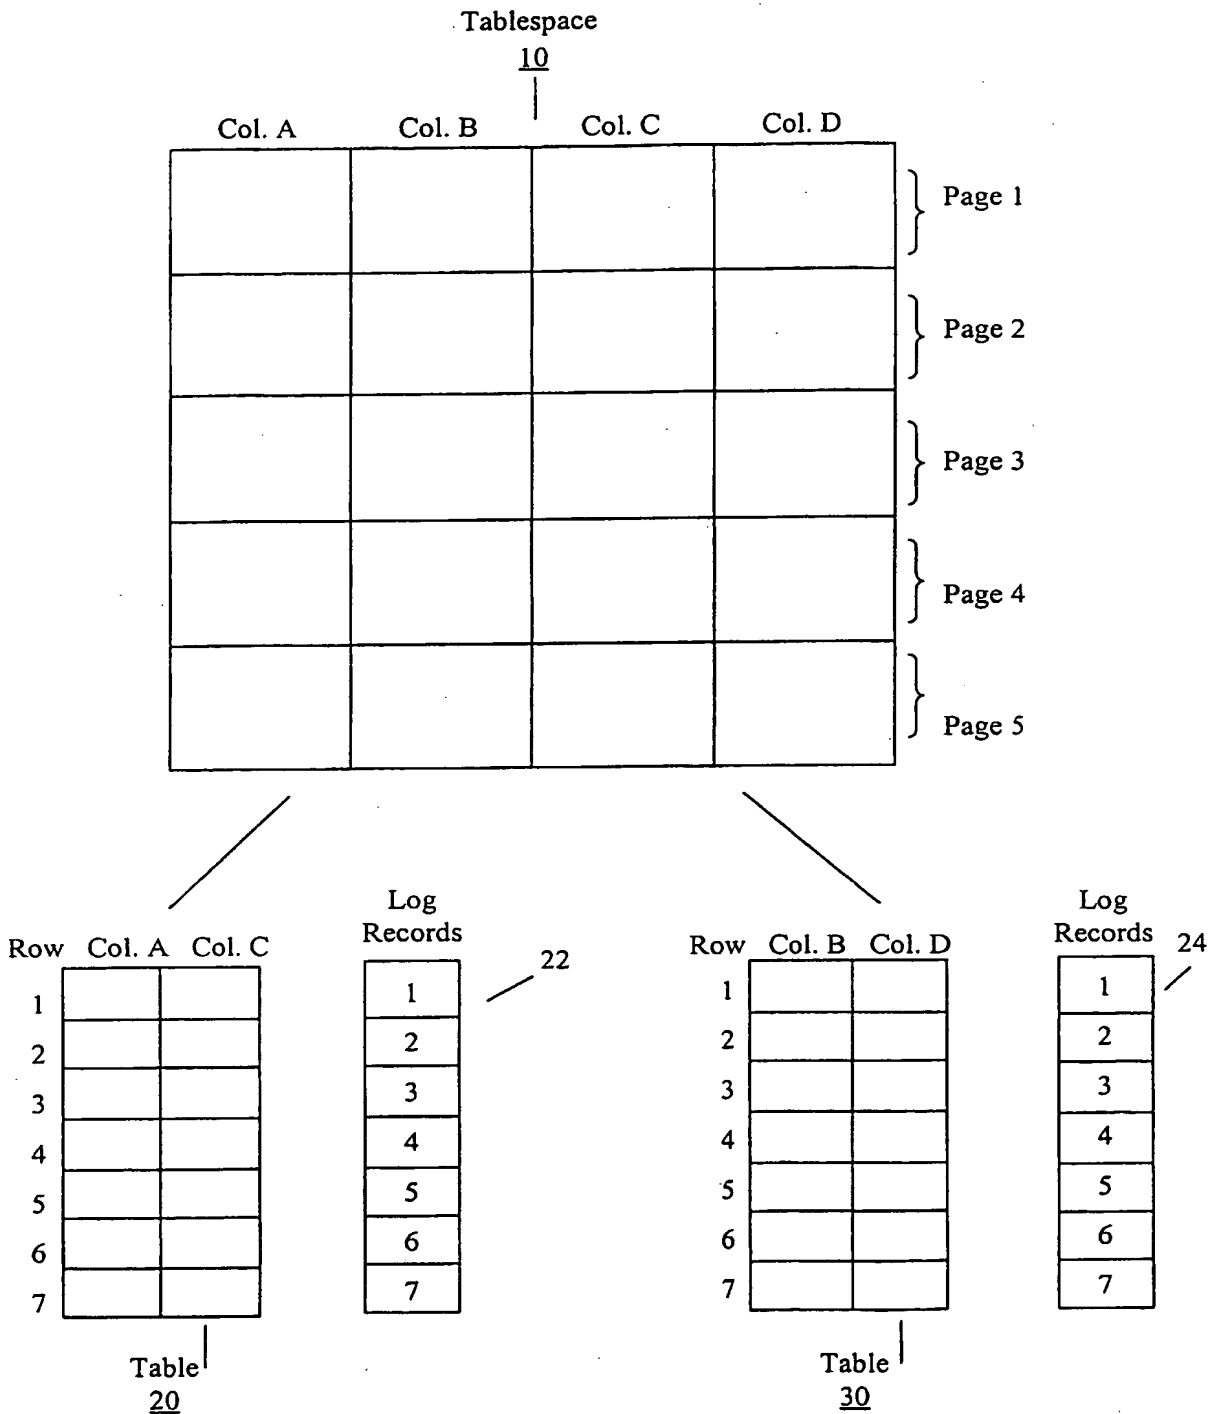 Tablespace
10
Col. A Col. B Col. C Col. D
Page 1
Page 2
Page 3
Page 4
Page 5
Log
Records
Row Col. A Col. C
22
1 1
2 2
3 3
4 4
5 5
6 6
7 7
Table
20
Log
Records
Row Col. B Col. D
24
1 1
2 2
3 3
4 4
5 5
6 6
7 7
Table
30